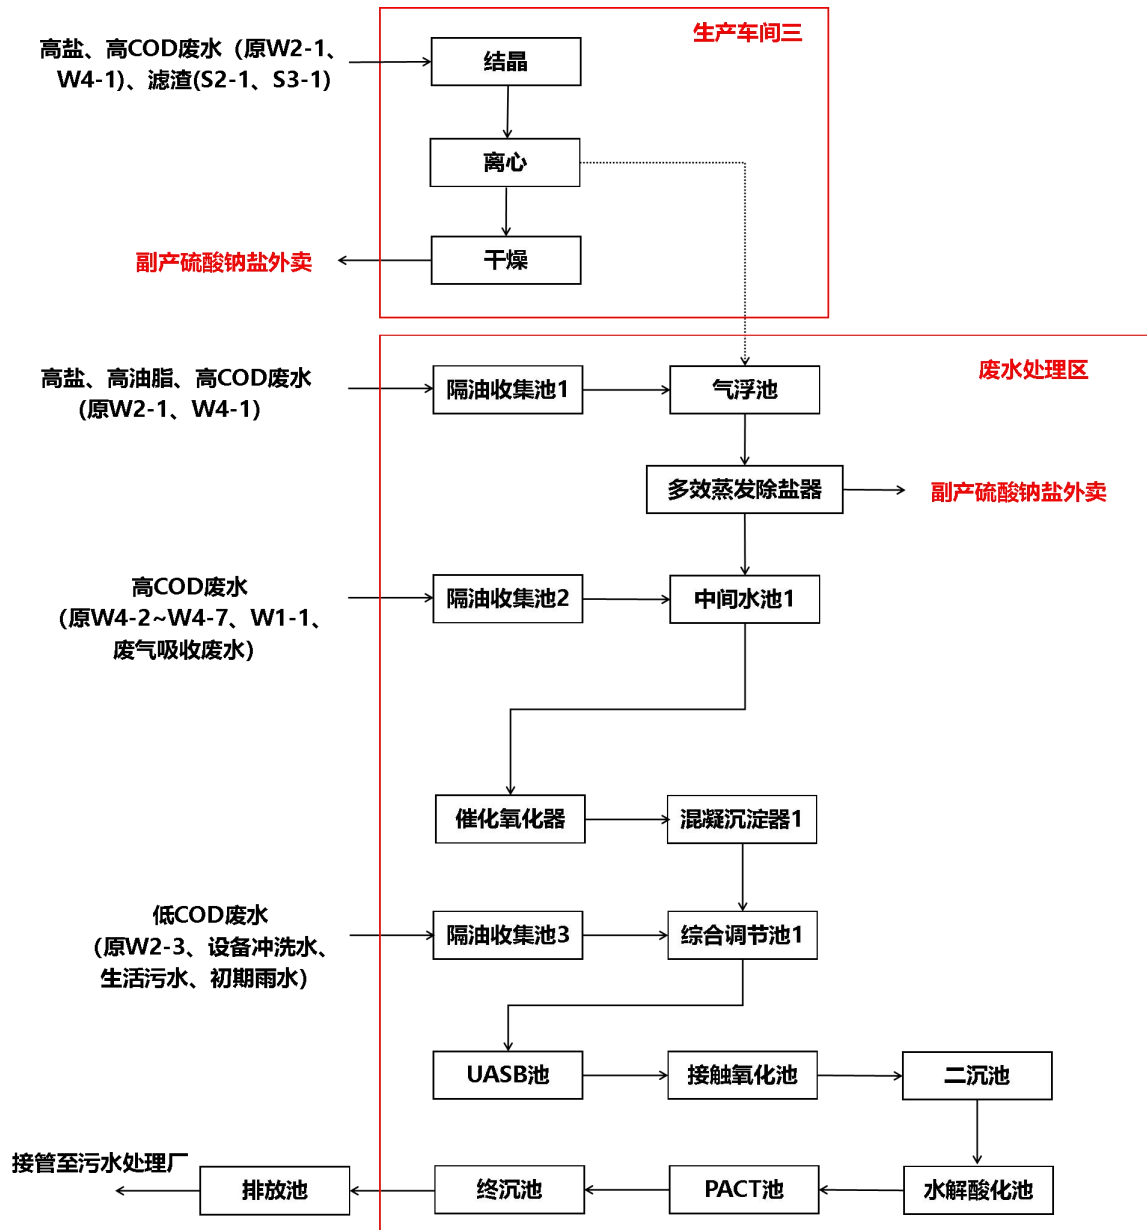 生产车间三
高盐、高COD废水（原W2-1、
W4-1)、滤渣(S2-1、S3-1)
结晶
离心
干燥
副产硫酸钠盐外卖
废水处理区
高盐、高油脂、高COD废水
(原W2-1、W4-1)
隔油收集池1
气浮池
多效蒸发除盐器
副产硫酸钠盐外卖
高COD废水
（原W4-2~W4-7、W1-1、
废气吸收废水）
隔油收集池2
中间水池1
催化氧化器
混凝沉淀器1
低COD废水
（原W2-3、设备冲洗水、
生活污水、初期雨水）
隔油收集池3
综合调节池1
UASB池
接触氧化池
二沉池
接管至污水处理厂
排放池
终沉池
PACT池
水解酸化池